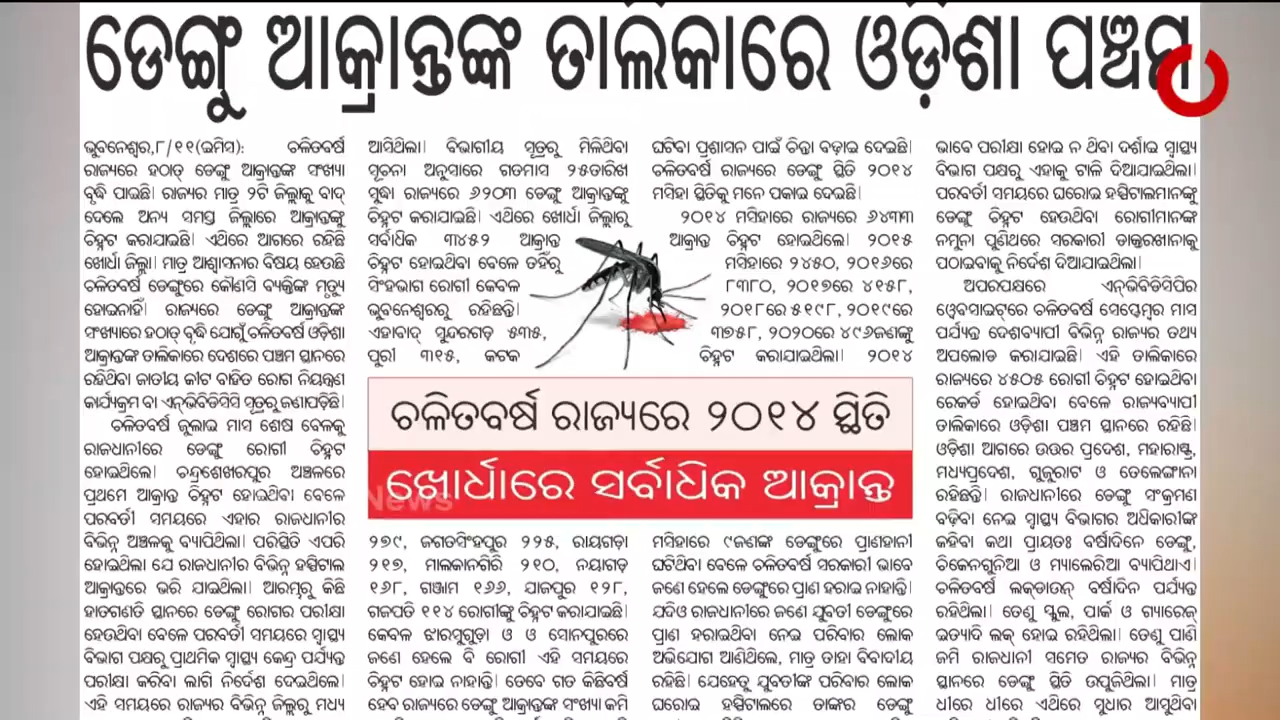 ଡେଙ୍ଗୁ ଆକ୍ରାନ୍ତଙ୍କ ତାଲିକାରେ ଓଡ଼ିଶା ପଞ୍ଚମ
ଭୁବନେଶ୍ୱର,୮/୧୧(ଇମିସ): ଚଳିତବର୍ଷ
ରାଜ୍ୟରେ ହଠାତ୍ ଡେଙ୍ଗୁ ଆକ୍ରାନ୍ତଙ୍କ ସଂଖ୍ୟା
ବୃଦ୍ଧି ପାଇଛି। ରାଜ୍ୟର ମାତ୍ର ୨ଟି ଜିଲ୍ଲାକୁ ବାଦ୍
ଦେଲେ ଅନ୍ୟ ସମସ୍ତ ଜିଲ୍ଲାରେ ଆକ୍ରାନ୍ତଙ୍କୁ
ଚିହ୍ନଟ କରାଯାଇଛି। ଏଥିରେ ଆଗରେ ରହିଛି
ଖୋର୍ଧା ଜିଲ୍ଲା। ମାତ୍ର ଆଶ୍ୱାସନାର ବିଷୟ ହେଉଛି
ଚଳିତବର୍ଷ ଡେଙ୍ଗୁରେ କୌଣସି ବ୍ୟକ୍ତିଙ୍କ ମୃତ୍ୟୁ
ହୋଇନାହିଁ। ରାଜ୍ୟରେ ଡେଙ୍ଗୁ ଆକ୍ରାନ୍ତଙ୍କ
ସଂଖ୍ୟାରେ ହଠାତ୍ ବୃଦ୍ଧି ଯୋଗୁଁ ଚଳିତବର୍ଷ ଓଡ଼ିଶା
ଆକ୍ରାନ୍ତଙ୍କ ତାଲିକାରେ ଦେଶରେ ପଞ୍ଚମ ସ୍ଥାନରେ
ରହିଥିବା ଜାତୀୟ କୀଟ ବାହିତ ରୋଗ ନିୟନ୍ତ୍ରଣ
କାର୍ଯ୍ୟକ୍ରମ ବା ଏନ୍‌ଭିବିଡିସିସି ସୂତ୍ରରୁ ଜଣାପଡ଼ିଛି।
ଚଳିତବର୍ଷ ଜୁଲାଇ ମାସ ଶେଷ ବେଳକୁ
ରାଜଧାନୀରେ ଡେଙ୍ଗୁ ରୋଗୀ ଚିହ୍ନଟ
ହୋଇଥିଲେ। ଚନ୍ଦ୍ରଶେଖରପୁର ଅଞ୍ଚଳରେ
ପ୍ରଥମେ ଆକ୍ରାନ୍ତ ଚିହ୍ନଟ ହୋଇଥିବା ବେଳେ
ପରବର୍ତୀ ସମୟରେ ଏହାର ରାଜଧାନୀର
ବିଭିନ୍ନ ଅଞ୍ଚଳକୁ ବ୍ୟାପିଥିଲା। ପରିସ୍ଥିତି ଏପରି
ହୋଇଥିଲା ଯେ ରାଜଧାନୀର ବିଭିନ୍ନ ହସ୍ପିଟାଲ
ଆକ୍ରାନ୍ତରେ ଭରି ଯାଇଥିଲା। ଆରମ୍ଭରୁ କିଛି
ହାତଗଣତି ସ୍ଥାନରେ ଡେଙ୍ଗୁ ରୋଗର ପରୀକ୍ଷା
ହେଉଥିବା ବେଳେ ପରବର୍ତୀ ସମୟରେ ସ୍ୱାସ୍ଥ୍ୟ
ବିଭାଗ ପକ୍ଷରୁ ପ୍ରାଥମିକ ସ୍ୱାସ୍ଥ୍ୟ କେନ୍ଦ୍ର ପର୍ଯ୍ୟନ୍ତ
ପରୀକ୍ଷା କରିବା ଲାଗି ନିର୍ଦ୍ଦେଶ ଦେଇଥିଲେ।
ଏହି ସମୟରେ ରାଜ୍ୟର ବିଭିନ୍ନ ଜିଲ୍ଲାରୁ ମଧ୍ୟ
ଆସିଥିଲା। ବିଭାଗୀୟ ସୂତ୍ରରୁ ମିଳିଥିବା
ସୂଚନା ଅନୁସାରେ ଗତମାସ ୨୫ତାରିଖ
ସୁଦ୍ଧା ରାଜ୍ୟରେ ୬୨୦୩ ଡେଙ୍ଗୁ ଆକ୍ରାନ୍ତଙ୍କୁ
ଚିହ୍ନଟ କରାଯାଇଛି। ଏଥିରେ ଖୋର୍ଧା ଜିଲ୍ଲାରୁ
ସର୍ବାଧିକ ୩୪୫୨ ଆକ୍ରାନ୍ତ
ଚିହ୍ନଟ ହୋଇଥିବା ବେଳେ ତହିଁରୁ
ସିଂହଭାଗ ରୋଗୀ କେବଳ
ଭୁବନେଶ୍ୱରରୁ ରହିଛନ୍ତି।
ଏହାବାଦ୍ ସୁନ୍ଦରଗଡ଼ ୫୩୫,
ପୁରୀ ୩୧୫, କଟକ
ଚଳିତବର୍ଷ ରାଜ୍ୟରେ ୨୦୧୪ ସ୍ଥିତି
ଖୋର୍ଧାରେ ସର୍ବାଧିକ ଆକ୍ରାନ୍ତ
News
୨୭୯, ଜଗତସିଂହପୁର ୨୨୫, ରାୟଗଡ଼ା
୨୧୭, ମାଲକାନଗିରି ୨୧୦, ନୟାଗଡ଼
୧୬୮, ଗଞ୍ଜାମ ୧୬୬, ଯାଜପୁର ୧୨୮,
ଗଜପତି ୧୧୪ ରୋଗୀଙ୍କୁ ଚିହ୍ନଟ କରାଯାଇଛି।
କେବଳ ଝାରସୁଗୁଡ଼ା ଓ ଓ ସୋନପୁରରେ
ଜଣେ ହେଲେ ବି ରୋଗୀ ଏହି ସମୟରେ
ଚିହ୍ନଟ ହୋଇ ନାହାନ୍ତି। ତେବେ ଗତ କିଛିବର୍ଷ
ହେବ ରାଜ୍ୟରେ ଡେଙ୍ଗୁ ଆକ୍ରାନ୍ତଙ୍କ ସଂଖ୍ୟା କମି
ଘଟିବା ପ୍ରଶାସନ ପାଇଁ ଚିନ୍ତା ବଢ଼ାଇ ଦେଇଛି।
ଚଳିତବର୍ଷ ରାଜ୍ୟରେ ଡେଙ୍ଗୁ ସ୍ଥିତି ୨୦୧୪
ମସିହା ସ୍ଥିତିକୁ ମନେ ପକାଇ ଦେଇଛି।
୨୦୧୪ ମସିହାରେ ରାଜ୍ୟରେ ୬୪୩୩
ଆକ୍ରାନ୍ତ ଚିହ୍ନଟ ହୋଇଥିଲେ। ୨୦୧୫
ମସିହାରେ ୨୪୫୦, ୨୦୧୬ରେ
୮୩୮୦, ୨୦୧୭ରେ ୪୧୫୮,
୨୦୧୮ରେ ୫୧୯୮, ୨୦୧୯ରେ
୩୭୫୮, ୨୦୨୦ରେ ୪୯୬ଜଣଙ୍କୁ
ଚିହ୍ନଟ କରାଯାଇଥିଲା। ୨୦୧୪
ମସିହାରେ ୯ଜଣଙ୍କ ଡେଙ୍ଗୁରେ ପ୍ରାଣହାନୀ
ଘଟିଥିବା ବେଳେ ଚଳିତବର୍ଷ ସରକାରୀ ଭାବେ
ଜଣେ ହେଲେ ଡେଙ୍ଗୁରେ ପ୍ରାଣ ହରାଇ ନାହାନ୍ତି।
ଯଦିଓ ରାଜଧାନୀରେ ଜଣେ ଯୁବତୀ ଡେଙ୍ଗୁରେ
ପ୍ରାଣ ହରାଇଥିବା ନେଇ ପରିବାର ଲୋକ
ଅଭିଯୋଗ ଆଣିଥିଲେ, ମାତ୍ର ତାହା ବିବାଦୀୟ
ରହିଛି। ଯେହେତୁ ଯୁବତୀଙ୍କ ପରିବାର ଲୋକ
ଘରୋଇ ହସ୍ପିଟାଲରେ ତାଙ୍କର ଡେଙ୍ଗୁ
ଭାବେ ପରୀକ୍ଷା ହୋଇ ନ ଥିବା ଦର୍ଶାଇ ସ୍ୱାସ୍ଥ୍ୟ
ବିଭାଗ ପକ୍ଷରୁ ଏହାକୁ ଟାଳି ଦିଆଯାଇଥିଲା।
ପରବର୍ତୀ ସମୟରେ ଘରୋଇ ହସ୍ପିଟାଲମାନଙ୍କୁ
ଡେଙ୍ଗୁ ଚିହ୍ନଟ ହେଉଥିବା ରୋଗୀମାନଙ୍କ
ନମୁନା ପୁଣିଥରେ ସରକାରୀ ଡାକ୍ତରଖାନାକୁ
ପଠାଇବାକୁ ନିର୍ଦେଶ ଦିଆଯାଇଥିଲା।
ଅପରପକ୍ଷରେ ଏନ୍‌ଭିବିଡିସିପିର
ୱେବସାଇଟ୍‌ରେ ଚଳିତବର୍ଷ ସେପ୍ଟେମ୍ବର ମାସ
ପର୍ଯ୍ୟନ୍ତ ଦେଶବ୍ୟାପୀ ବିଭିନ୍ନ ରାଜ୍ୟର ତଥ୍ୟ
ଅପଲୋଡ କରାଯାଇଛି। ଏହି ତାଲିକାରେ
ରାଜ୍ୟରେ ୪୫୦୫ ରୋଗୀ ଚିହ୍ନଟ ହୋଇଥିବା
ରେକର୍ଡ ହୋଇଥିବା ବେଳେ ରାଜ୍ୟବ୍ୟାପୀ
ତାଲିକାରେ ଓଡ଼ିଶା ପଞ୍ଚମ ସ୍ଥାନରେ ରହିଛି।
ଓଡ଼ିଶା ଆଗରେ ଉତ୍ତର ପ୍ରଦେଶ, ମହାରାଷ୍ଟ୍ର,
ମଧ୍ୟପ୍ରଦେଶ, ଗୁଜୁରାଟ ଓ ତେଲେଙ୍ଗାନା
ରହିଛନ୍ତି। ରାଜଧାନୀରେ ଡେଙ୍ଗୁ ସଂକ୍ରମଣ
ବଢ଼ିବା ନେଇ ସ୍ୱାସ୍ଥ୍ୟ ବିଭାଗର ଅଧିକାରୀଙ୍କ
କହିବା କଥା ପ୍ରାୟତଃ ବର୍ଷାଦିନେ ଡେଙ୍ଗୁ,
ଚିକେନଗୁନିଆ ଓ ମ୍ୟାଲେରିଆ ବ୍ୟାପିଥାଏ।
ଚଳିତବର୍ଷ ଲକ୍‌ଡାଉନ୍ ବର୍ଷାଦିନ ପର୍ଯ୍ୟନ୍ତ
ରହିଥିଲା। ତେଣୁ ସ୍କୁଲ, ପାର୍କ ଓ ଗ୍ୟାରେଜ୍
ଇତ୍ୟାଦି ଲକ୍ ହୋଇ ରହିଥିଲା। ତେଣୁ ପାଣି
ଜମି ରାଜଧାନୀ ସମେତ ରାଜ୍ୟର ବିଭିନ୍ନ
ସ୍ଥାନରେ ଡେଙ୍ଗୁ ସ୍ଥିତି ଉପୁଜିଥିଲା। ମାତ୍ର
ଧୀରେ ଧୀରେ ଏଥିରେ ସୁଧାର ଆସୁଥିବା